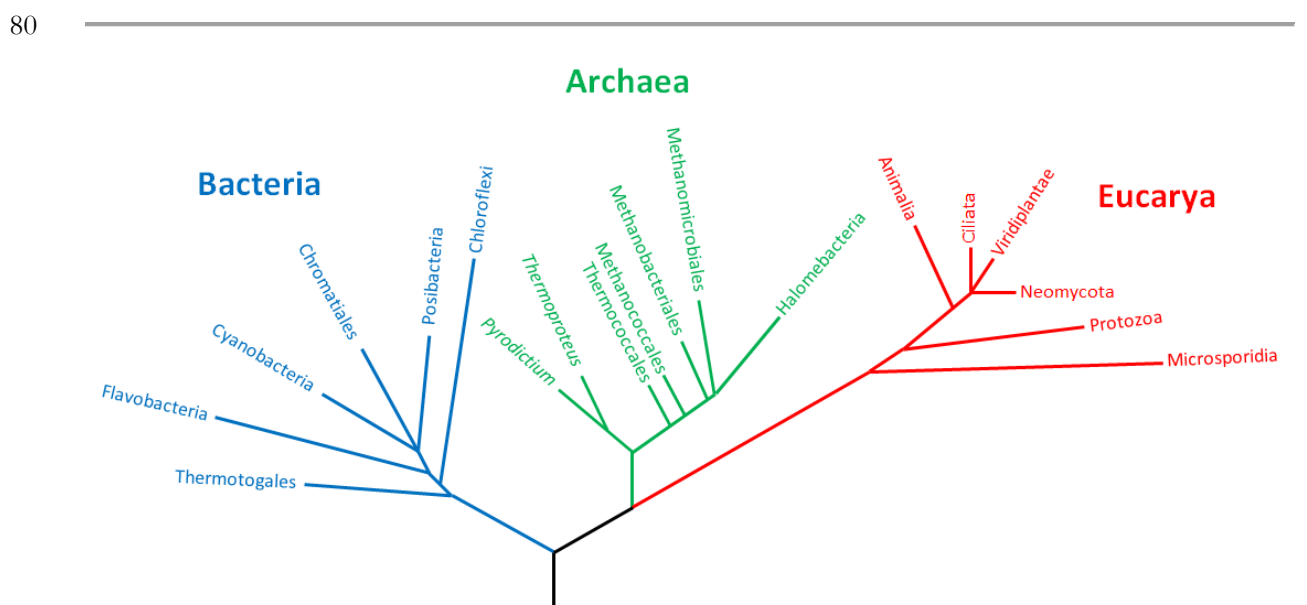 80
Archaea
Bacteria
Eucarya
Thermotogales
Flavobacteria
Cyanobacteria
Chromatiales
Posibacteria
Chloroflexi
Pyrodictium
Thermoproteus
Thermococcales
Methanococcales
Methanobacteriales
Methanomicrobiales
Halomebacteria
Animalia
Ciliata
Viridiplantae
Neomycota
Protozoa
Microsporidia